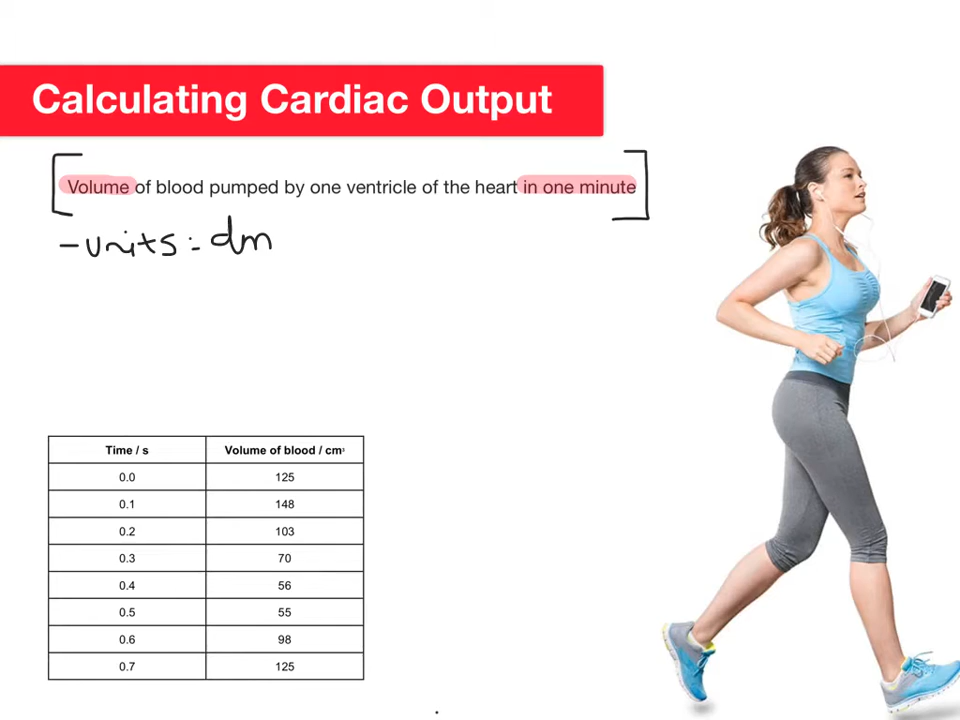 Calculating Cardiac Output
Volume of blood pumped by one ventricle of the heart in one minute
- units: dm
Time / s Volume of blood / cm³
0.0 125
0.1 148
0.2 103
0.3 70
0.4 56
0.5 55
0.6 98
0.7 125